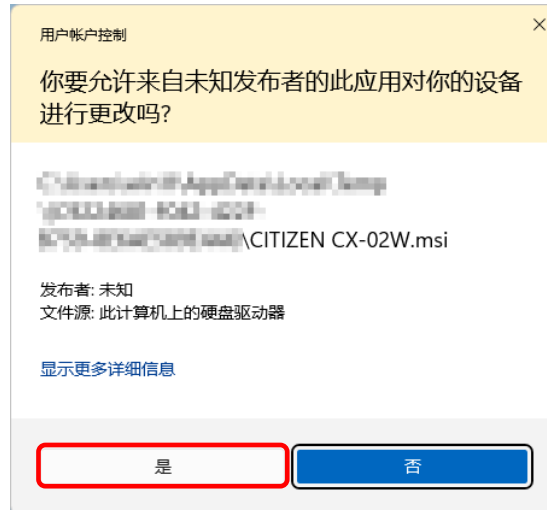 用户帐户控制
你要允许来自未知发布者的此应用对你的设备
进行更改吗?
\CITIZEN CX-02W.msi
发布者: 未知
文件源: 此计算机上的硬盘驱动器
显示更多详细信息
是
否